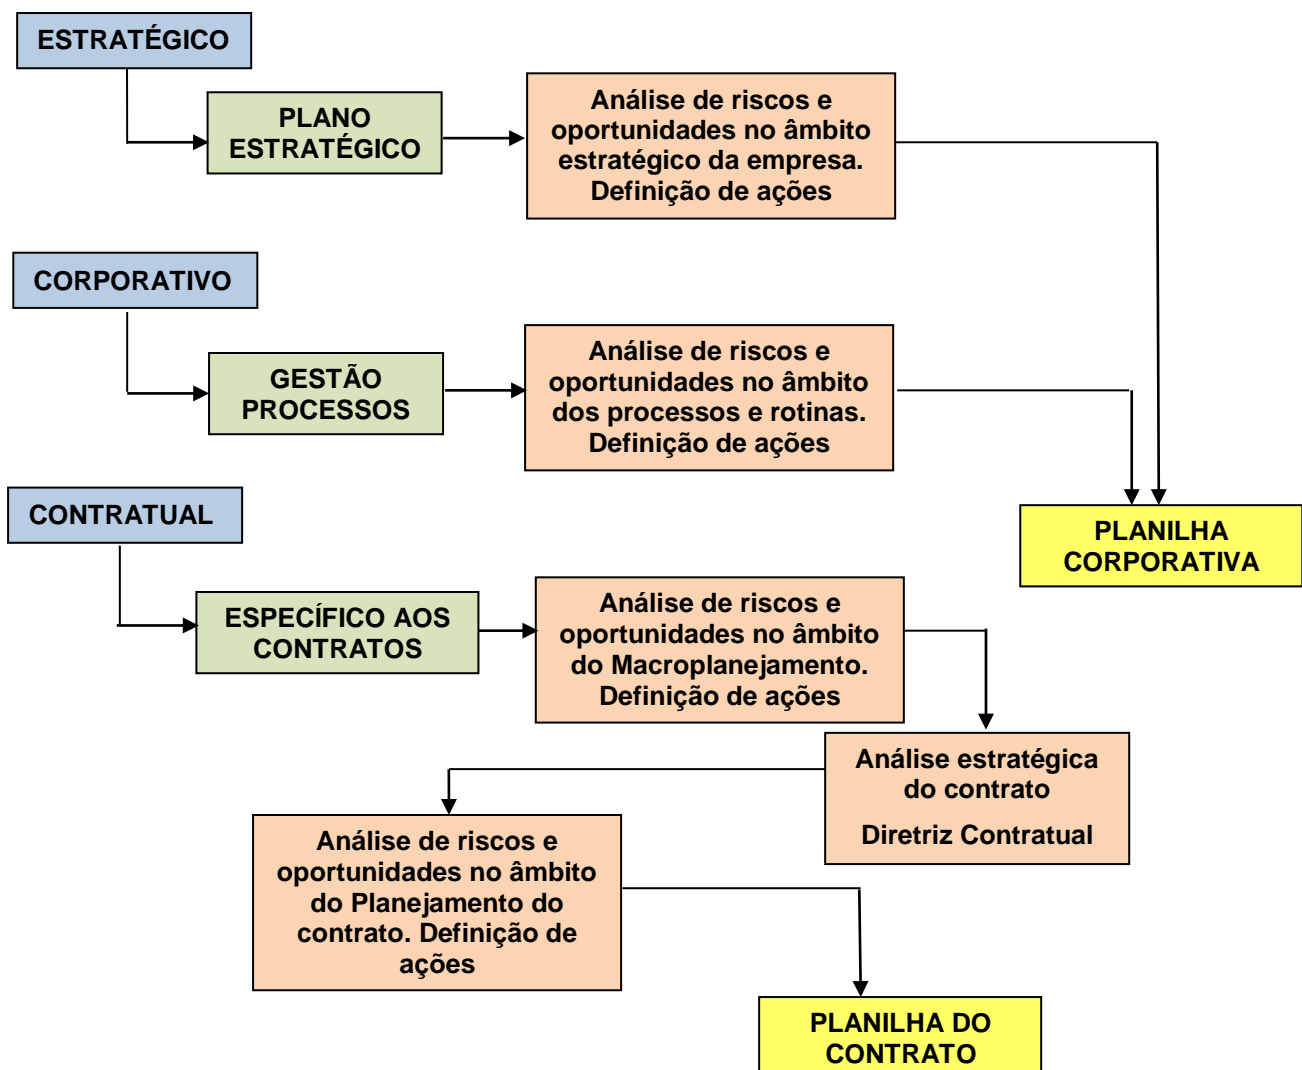 ESTRATÉGICO
PLANO
ESTRATÉGICO
Análise de riscos e
oportunidades no âmbito
estratégico da empresa.
Definição de ações
CORPORATIVO
GESTÃO
PROCESSOS
Análise de riscos e
oportunidades no âmbito
dos processos e rotinas.
Definição de ações
PLANILHA
CORPORATIVA
CONTRATUAL
ESPECÍFICO AOS
CONTRATOS
Análise de riscos e
oportunidades no âmbito
do Macroplanejamento.
Definição de ações
Análise estratégica
do contrato
Diretriz Contratual
Análise de riscos e
oportunidades no âmbito
do Planejamento do
contrato. Definição de
ações
PLANILHA DO
CONTRATO